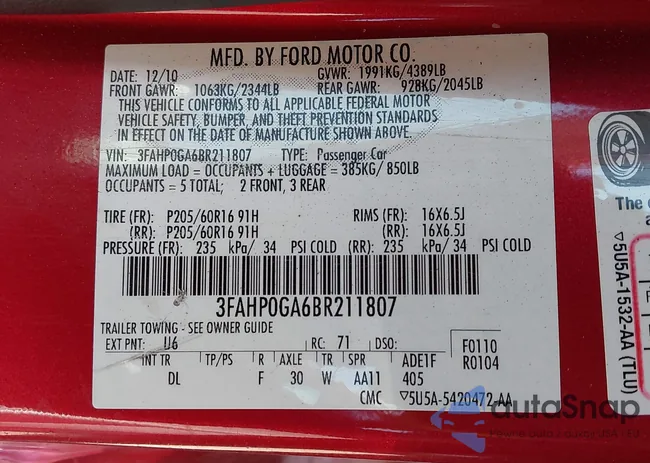 MFD. BY FORD MOTOR CO.
DATE: 12/10 GVWR: 1991KG/4389LB
FRONT GAWR: 1063KG/2344LB REAR GAWR: 928KG/2045LB
THIS VEHICLE CONFORMS TO ALL APPLICABLE FEDERAL MOTOR
VEHICLE SAFETY, BUMPER, AND THEFT PREVENTION STANDARDS
IN EFFECT ON THE DATE OF MANUFACTURE SHOWN ABOVE.
VIN: 3FAHP0GA6BR211807 TYPE: Passenger Car
MAXIMUM LOAD = OCCUPANTS + LUGGAGE = 385KG/ 850LB
OCCUPANTS = 5 TOTAL; 2 FRONT, 3 REAR
TIRE (FR): P205/60R16 91H RIMS (FR): 16X6.5J
(RR): P205/60R16 91H (RR): 16X6.5J
PRESSURE (FR): 235 kPa/ 34 PSI COLD (RR): 235 kPa/ 34 PSI COLD
3FAHP0GA6BR211807
TRAILER TOWING - SEE OWNER GUIDE
EXT PNT: U6 RC: 71 DSO: F0110
R0104
INT TR TP/PS R AXLE TR SPR ADE1F
DL F 30 W AA11 405
CMC ▽5U5A-5420472-AA
The
▽5U5A-1532-AA (TLU)
autoSnap